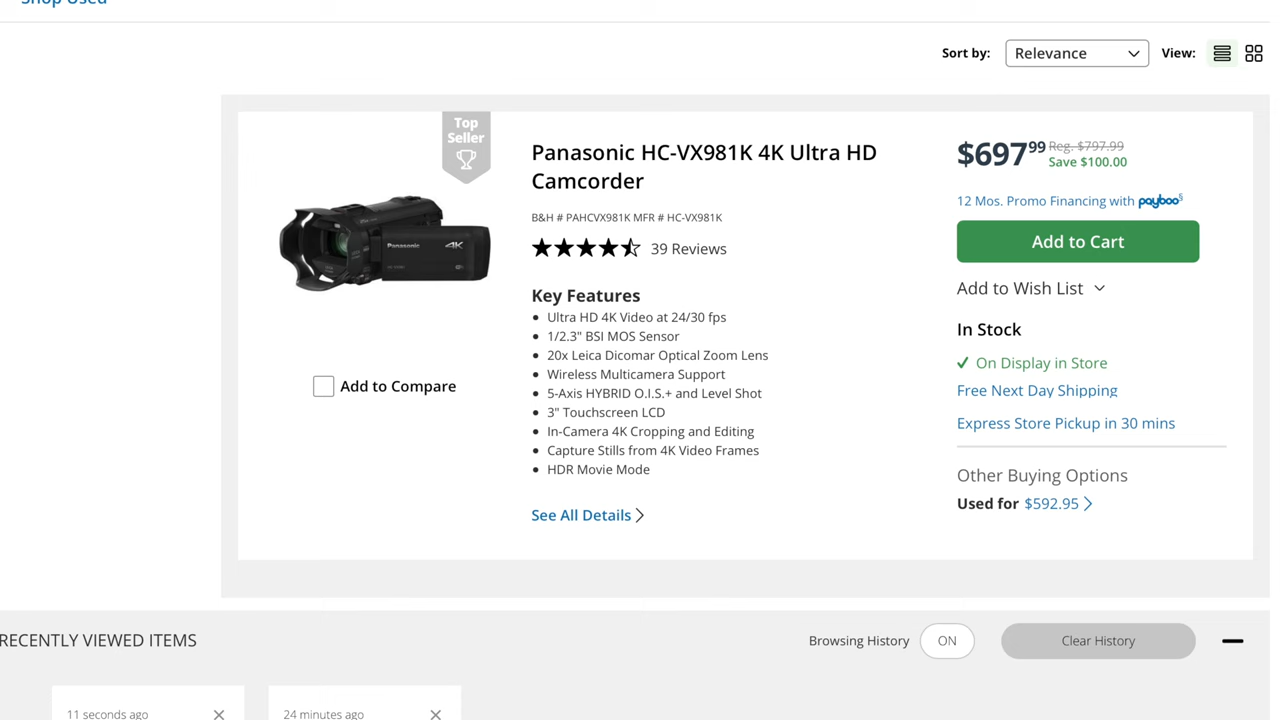 Shop Used
Sort by:
Relevance
View:
Top
Seller
Panasonic HC-VX981K 4K Ultra HD
Camcorder
B&H # PAHCVX981K MFR # HC-VX981K
39 Reviews
Key Features
Ultra HD 4K Video at 24/30 fps
1/2.3" BSI MOS Sensor
20x Leica Dicomar Optical Zoom Lens
Wireless Multicamera Support
5-Axis HYBRID O.I.S.+ and Level Shot
3" Touchscreen LCD
In-Camera 4K Cropping and Editing
Capture Stills from 4K Video Frames
HDR Movie Mode
See All Details
Panasonic
4K
Add to Compare
$697.99 Reg. $797.99
Save $100.00
12 Mos. Promo Financing with payboo§
Add to Cart
Add to Wish List
In Stock
On Display in Store
Free Next Day Shipping
Express Store Pickup in 30 mins
Other Buying Options
Used for $592.95
RECENTLY VIEWED ITEMS
Browsing History
ON
Clear History
11 seconds ago
24 minutes ago